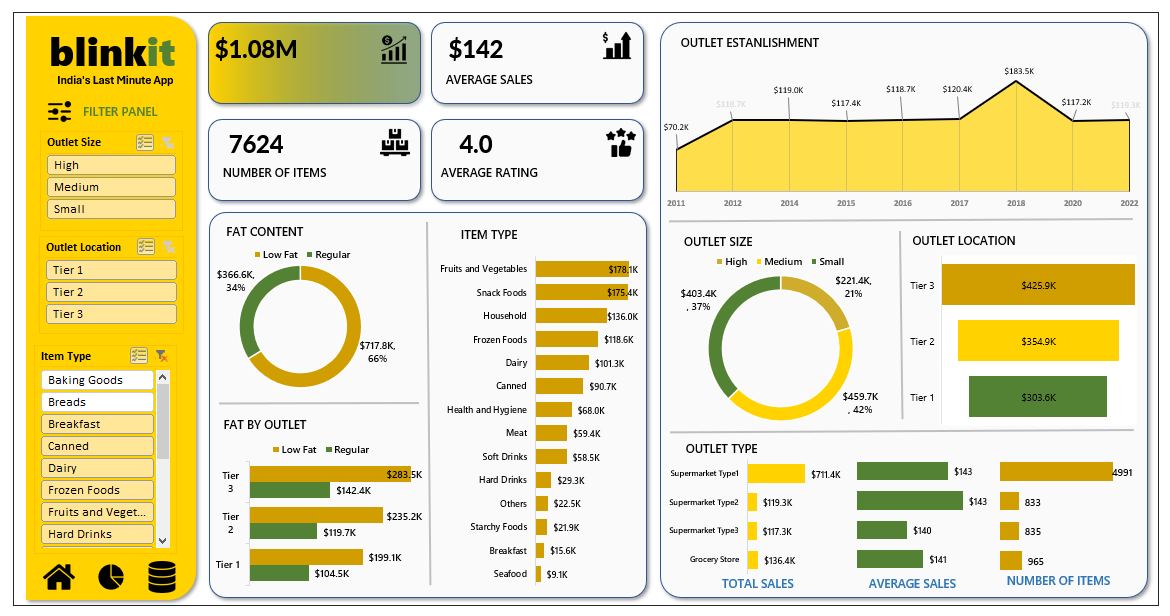 blinkit
India's Last Minute App
FILTER PANEL
Outlet Size
High
Medium
Small
Outlet Location
Tier 1
Tier 2
Tier 3
Item Type
Baking Goods
Breads
Breakfast
Canned
Dairy
Frozen Foods
Fruits and Veget...
Hard Drinks
$1.08M
$142
AVERAGE SALES
7624
NUMBER OF ITEMS
4.0
AVERAGE RATING
FAT CONTENT
Low Fat Regular
$366.6K,
34%
$717.8K,
66%
FAT BY OUTLET
Low Fat Regular
Tier
3
$283.5K
$142.4K
Tier
2
$235.2K
$119.7K
Tier 1
$199.1K
$104.5K
ITEM TYPE
Fruits and Vegetables $178.1K
Snack Foods $175.4K
Household $136.0K
Frozen Foods $118.6K
Dairy $101.3K
Canned $90.7K
Health and Hygiene $68.0K
Meat $59.4K
Soft Drinks $58.5K
Hard Drinks $29.3K
Others $22.5K
Starchy Foods $21.9K
Breakfast $15.6K
Seafood $9.1K
OUTLET ESTANLISHMENT
$70.2K $118.7K $119.0K $117.4K $118.7K $120.4K $183.5K $117.2K $119.3K
2011 2012 2014 2015 2016 2017 2018 2020 2022
OUTLET SIZE
High Medium Small
$221.4K,
21%
$403.4K
, 37%
$459.7K
, 42%
OUTLET LOCATION
Tier 3 $425.9K
Tier 2 $354.9K
Tier 1 $303.6K
OUTLET TYPE
Supermarket Type1 $711.4K $143 4991
Supermarket Type2 $119.3K $143 833
Supermarket Type3 $117.3K $140 835
Grocery Store $136.4K $141 965
TOTAL SALES AVERAGE SALES NUMBER OF ITEMS